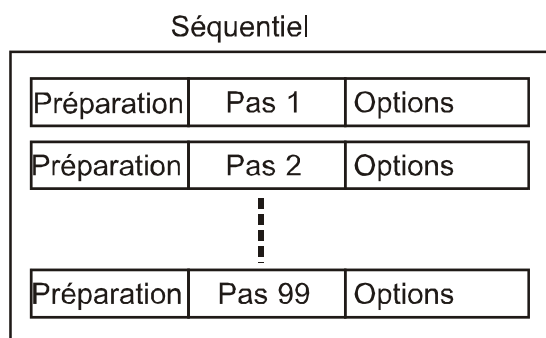 Séquentiel
Préparation Pas 1 Options
Préparation Pas 2 Options
Préparation Pas 99 Options